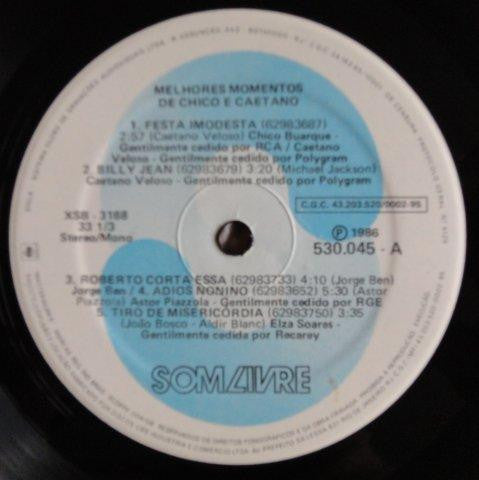 MELHORES MOMENTOS
DE CHICO E CAETANO
1. FESTA IMODESTA (62983687)
2:57 (Caetano Veloso) Chico Buarque -
Gentilmente cedido por RCA / Caetano
Veloso - Gentilmente cedido por Polygram
2. BILLY JEAN (62983679) 3:20 (Michael Jackson)
Caetano Veloso - Gentilmente cedido por Polygram
C.G.C. 43.203.520/0002-95
XSB - 3188
33 1/3
Stereo/Mono
Ⓟ 1986
530.045 - A
3. ROBERTO CORTA ESSA (62983733) 4:10 (Jorge Ben)
Jorge Ben / 4. ADIOS NONINO (62983652) 5:30 (Astor
Piazzola) Astor Piazzola - Gentilmente cedido por RGE
5. TIRO DE MISERICÓRDIA (62983750) 3:35
(João Bosco - Aldir Blanc) Elza Soares -
Gentilmente cedido por Recarey
SOM LIVRE